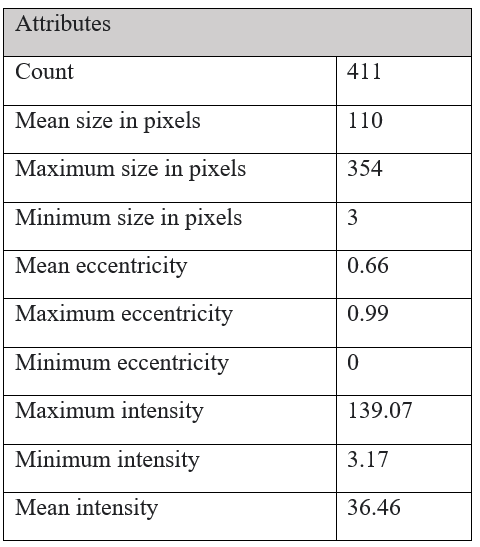 Attributes
Count 411
Mean size in pixels 110
Maximum size in pixels 354
Minimum size in pixels 3
Mean eccentricity 0.66
Maximum eccentricity 0.99
Minimum eccentricity 0
Maximum intensity 139.07
Minimum intensity 3.17
Mean intensity 36.46